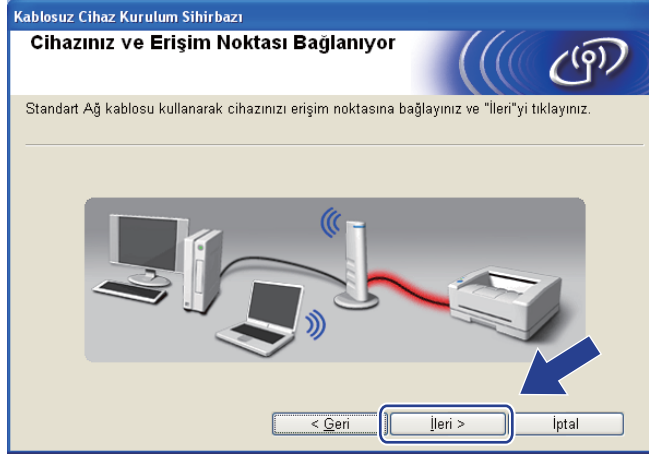 Kablosuz Cihaz Kurulum Sihirbazı
Cihazınız ve Erişim Noktası Bağlanıyor
Standart Ağ kablosu kullanarak cihazınızı erişim noktasına bağlayınız ve "İleri"yi tıklayınız.
< Geri İleri > İptal